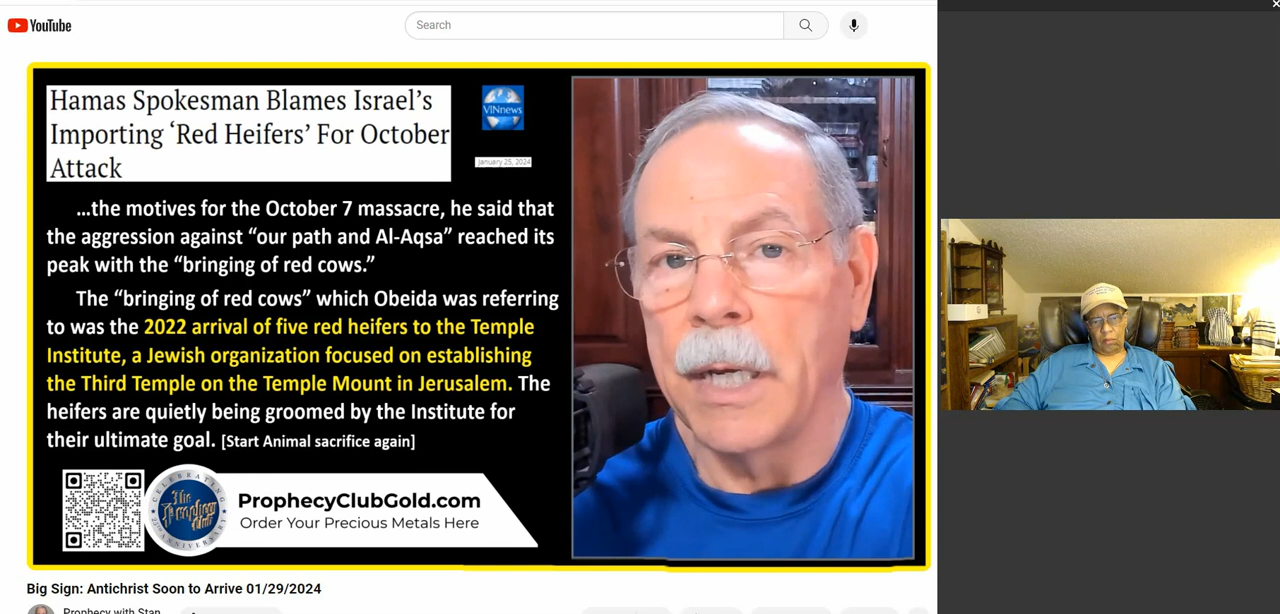 YouTube
Search
Hamas Spokesman Blames Israel's
Importing 'Red Heifers' For October
Attack
VINnews
January 25, 2024
...the motives for the October 7 massacre, he said that
the aggression against “our path and Al-Aqsa” reached its
peak with the “bringing of red cows.”
The “bringing of red cows” which Obeida was referring
to was the 2022 arrival of five red heifers to the Temple
Institute, a Jewish organization focused on establishing
the Third Temple on the Temple Mount in Jerusalem. The
heifers are quietly being groomed by the Institute for
their ultimate goal. [Start Animal sacrifice again]
CELEBRATING
The
Prophecy
Club
ANNIVERSARY
ProphecyClubGold.com
Order Your Precious Metals Here
Big Sign: Antichrist Soon to Arrive 01/29/2024
Prophecy with Stan